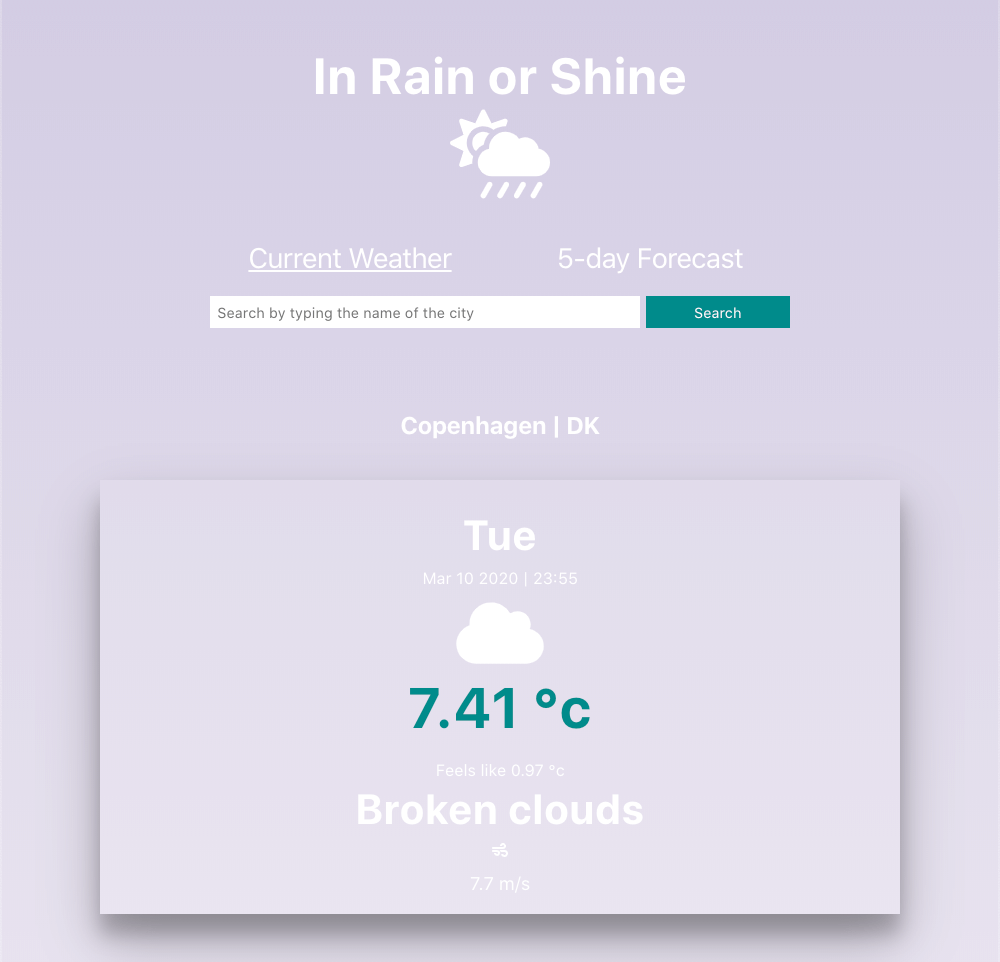 In Rain or Shine
Current Weather 5-day Forecast
Search by typing the name of the city Search
Copenhagen | DK
Tue
Mar 10 2020 | 23:55
7.41 °c
Feels like 0.97 °c
Broken clouds
7.7 m/s